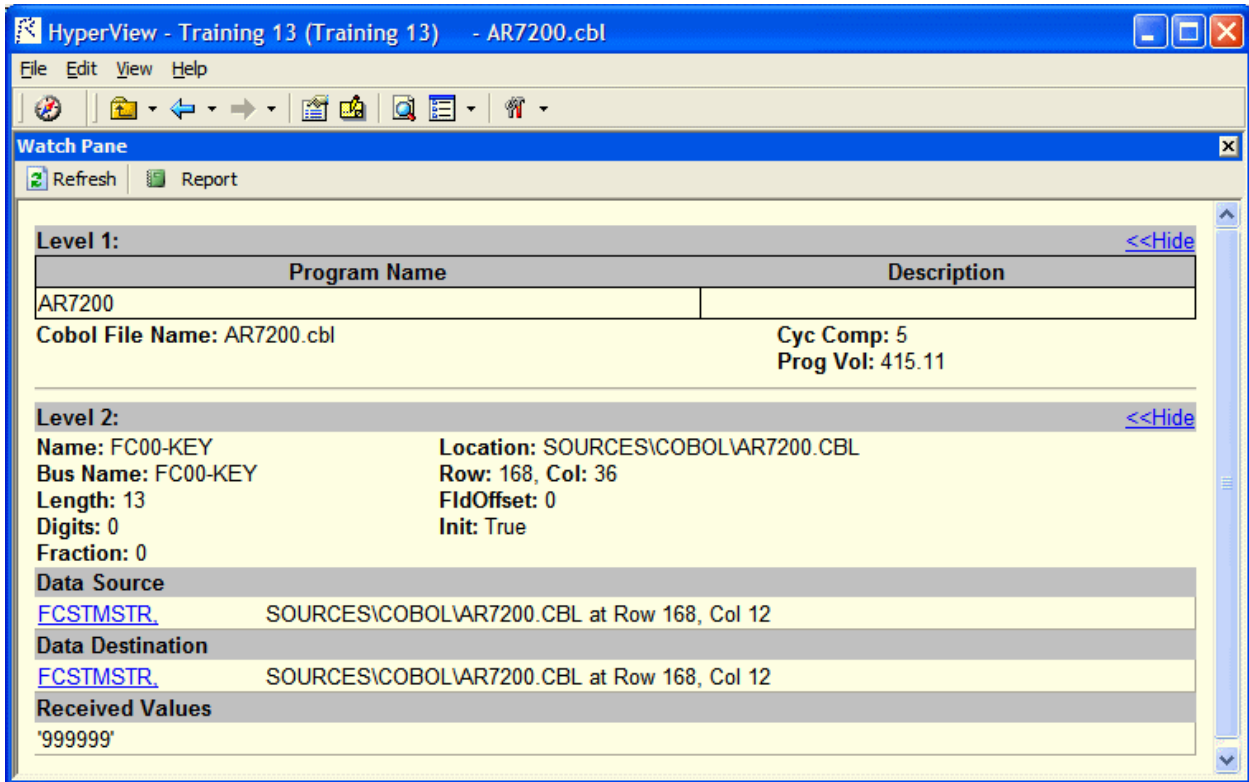 HyperView - Training 13 (Training 13) - AR7200.cbl
File Edit View Help
Watch Pane
Refresh Report
Level 1: <<Hide
Program Name Description
AR7200
Cobol File Name: AR7200.cbl Cyc Comp: 5
Prog Vol: 415.11
Level 2: <<Hide
Name: FC00-KEY Location: SOURCES\COBOL\AR7200.CBL
Bus Name: FC00-KEY Row: 168, Col: 36
Length: 13 FldOffset: 0
Digits: 0 Init: True
Fraction: 0
Data Source
FCSTMSTR, SOURCES\COBOL\AR7200.CBL at Row 168, Col 12
Data Destination
FCSTMSTR, SOURCES\COBOL\AR7200.CBL at Row 168, Col 12
Received Values
'999999'